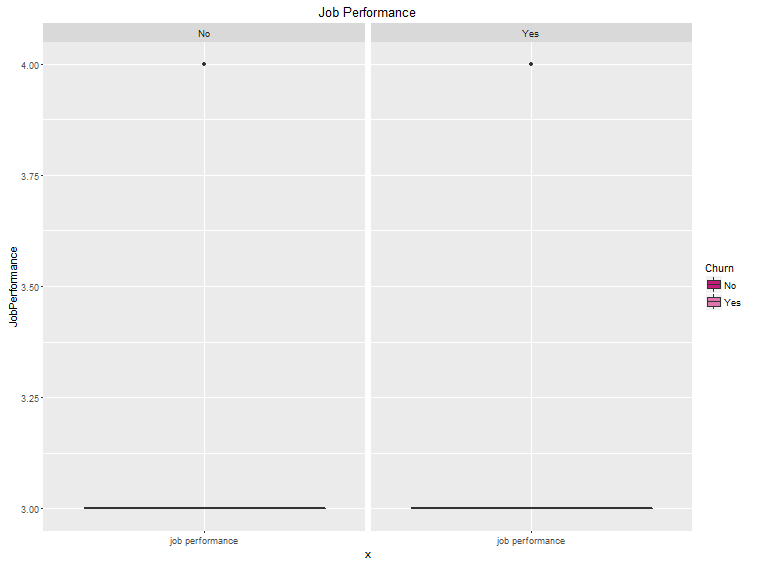 Job Performance
No
Yes
4.00
3.75
3.50
3.25
3.00
JobPerformance
job performance
job performance
x
Churn
No
Yes